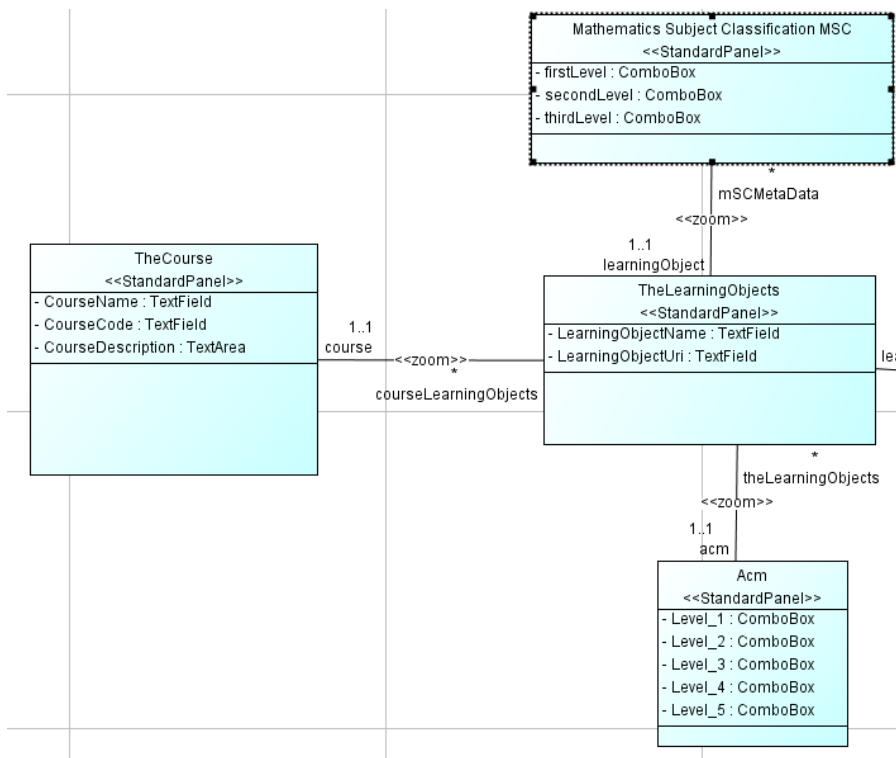 Mathematics Subject Classification MSC
<<StandardPanel>>
- firstLevel : ComboBox
- secondLevel : ComboBox
- thirdLevel : ComboBox
*
mSCMetaData
<<zoom>>
1..1
learningObject
TheCourse
<<StandardPanel>>
- CourseName : TextField
- CourseCode : TextField
- CourseDescription : TextArea
1..1
course
<<zoom>>
*
courseLearningObjects
TheLearningObjects
<<StandardPanel>>
- LearningObjectName : TextField
- LearningObjectUri : TextField
lea
*
theLearningObjects
<<zoom>>
1..1
acm
Acm
<<StandardPanel>>
- Level_1 : ComboBox
- Level_2 : ComboBox
- Level_3 : ComboBox
- Level_4 : ComboBox
- Level_5 : ComboBox